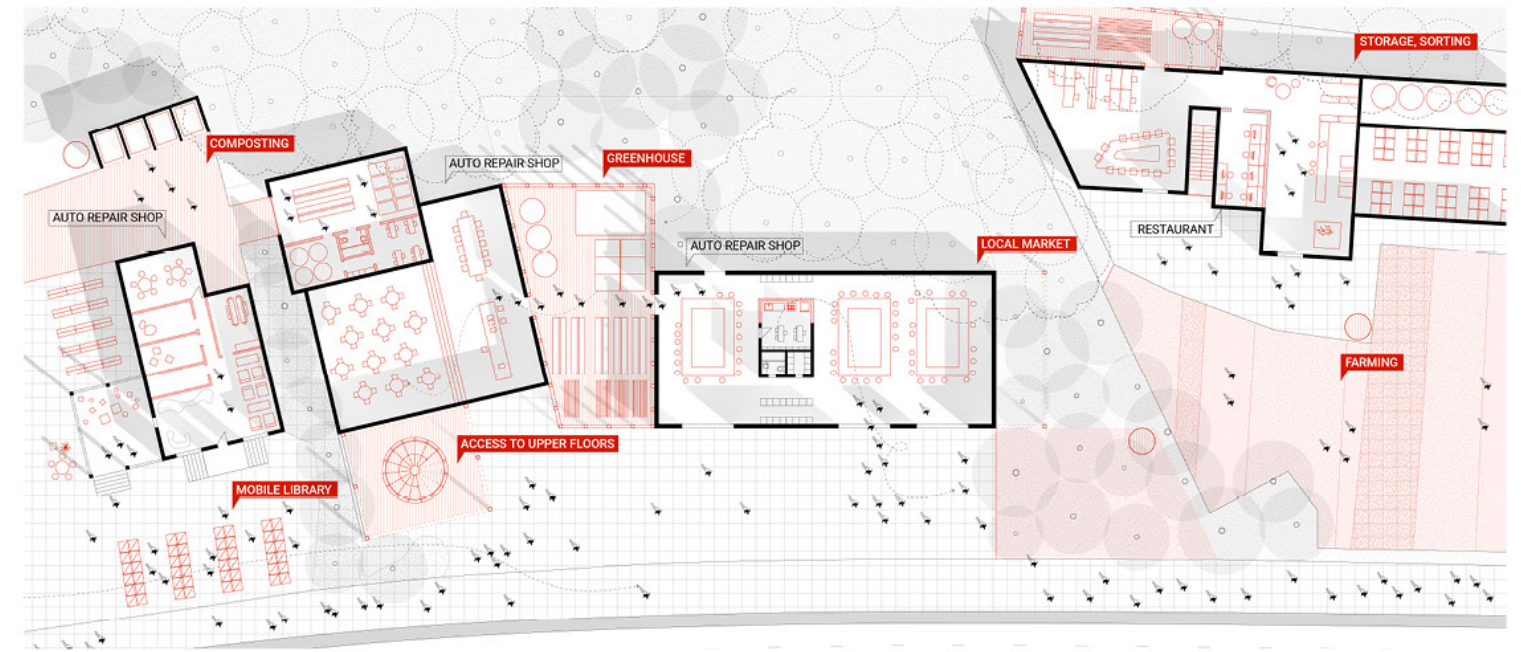 STORAGE, SORTING
COMPOSTING
AUTO REPAIR SHOP
GREENHOUSE
AUTO REPAIR SHOP
RESTAURANT
AUTO REPAIR SHOP
LOCAL MARKET
FARMING
ACCESS TO UPPER FLOORS
MOBILE LIBRARY